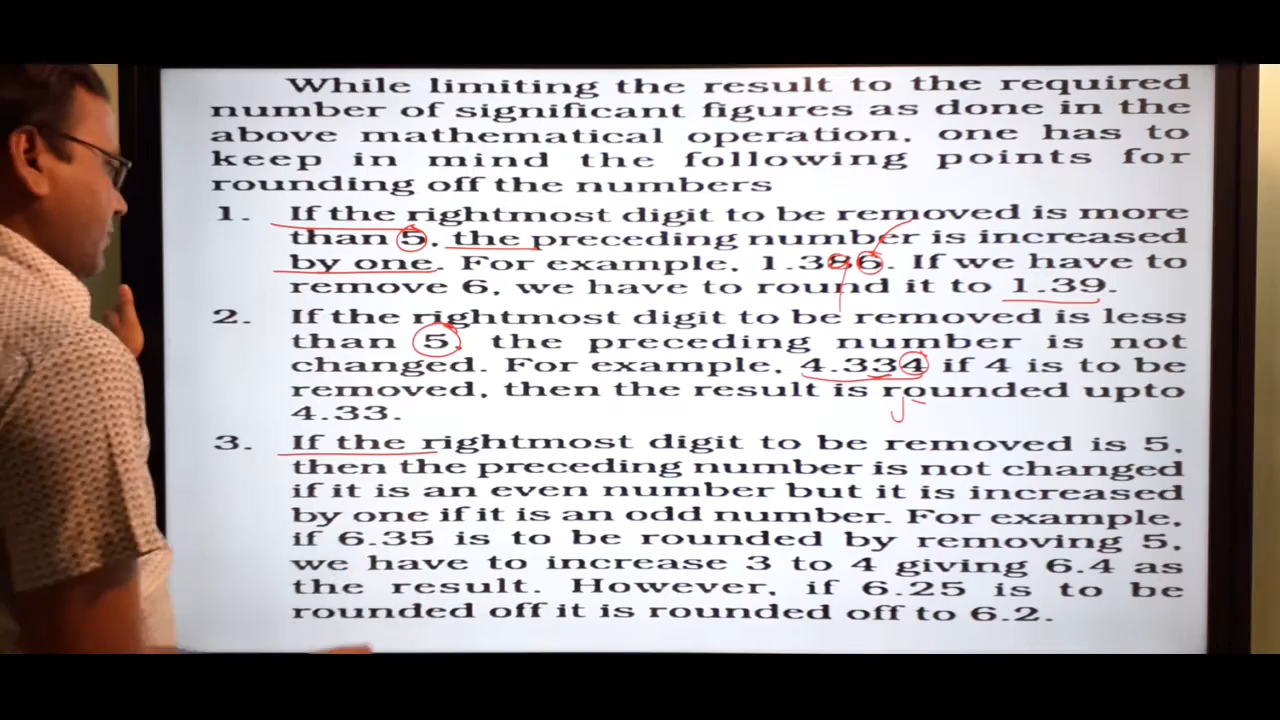 While limiting the result to the required
number of significant figures as done in the
above mathematical operation, one has to
keep in mind the following points for
rounding off the numbers
1. If the rightmost digit to be removed is more
than 5, the preceding number is increased
by one. For example, 1.386. If we have to
remove 6, we have to round it to 1.39.
2. If the rightmost digit to be removed is less
than 5, the preceding number is not
changed. For example, 4.334 if 4 is to be
removed, then the result is rounded upto
4.33.
3. If the rightmost digit to be removed is 5,
then the preceding number is not changed
if it is an even number but it is increased
by one if it is an odd number. For example,
if 6.35 is to be rounded by removing 5,
we have to increase 3 to 4 giving 6.4 as
the result. However, if 6.25 is to be
rounded off it is rounded off to 6.2.